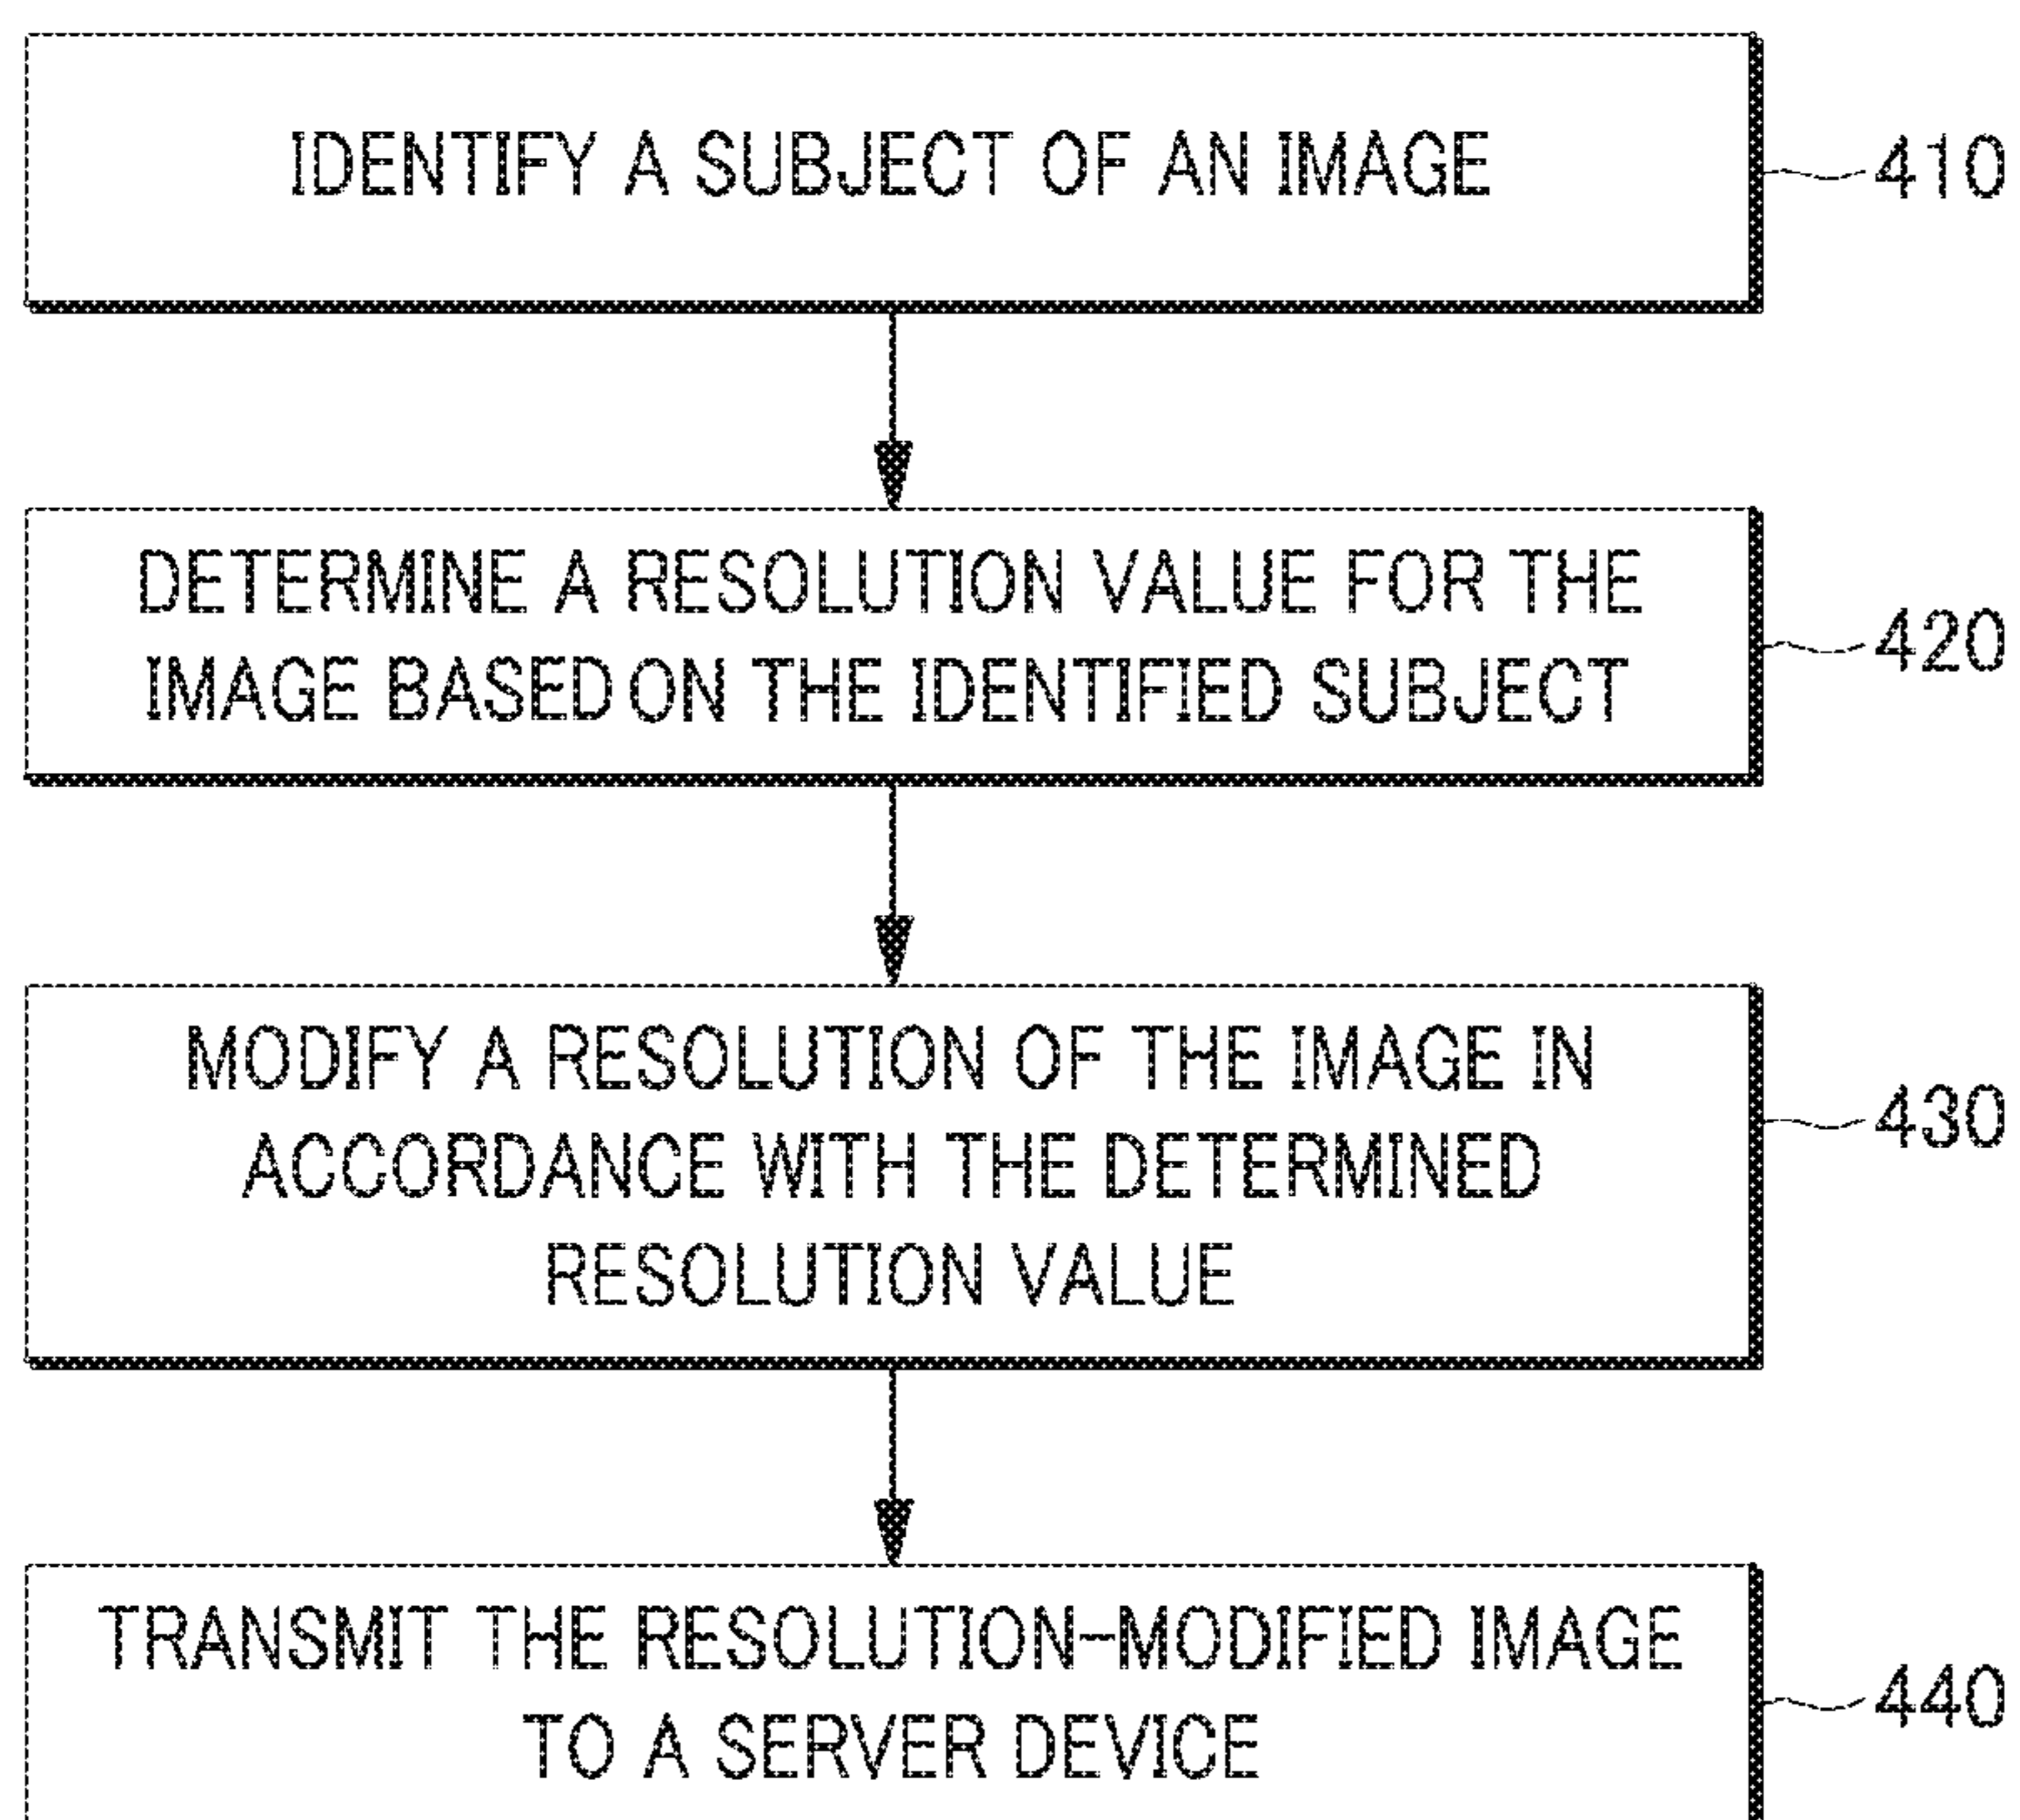 IDENTIFY A SUBJECT OF AN IMAGE
410
DETERMINE A RESOLUTION VALUE FOR THE
IMAGE BASED ON THE IDENTIFIED SUBJECT
420
MODIFY A RESOLUTION OF THE IMAGE IN
ACCORDANCE WITH THE DETERMINED
RESOLUTION VALUE
430
TRANSMIT THE RESOLUTION-MODIFIED IMAGE
TO A SERVER DEVICE
440